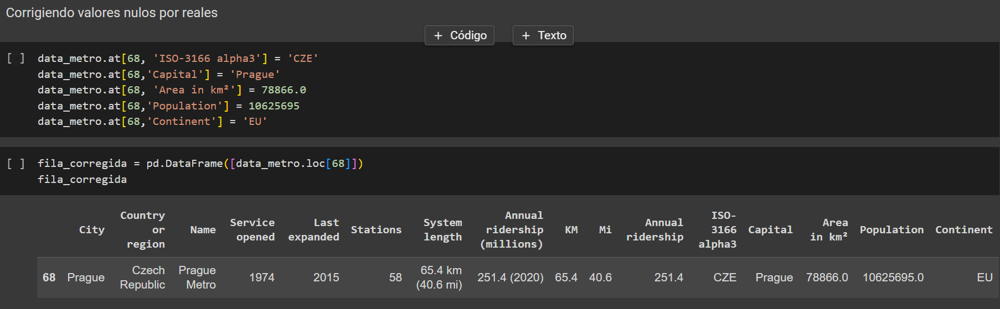 Corrigiendo valores nulos por reales
+ Código + Texto
[ ] data_metro.at[68, 'ISO-3166 alpha3'] = 'CZE'
data_metro.at[68,'Capital'] = 'Prague'
data_metro.at[68, 'Area in km²'] = 78866.0
data_metro.at[68,'Population'] = 10625695
data_metro.at[68,'Continent'] = 'EU'
[ ] fila_corregida = pd.DataFrame([data_metro.loc[68]])
fila_corregida
City Country or region Name Service opened Last expanded Stations System length Annual ridership (millions) KM Mi Annual ridership ISO-3166 alpha3 Capital Area in km² Population Continent
68 Prague Czech Republic Prague Metro 1974 2015 58 65.4 km (40.6 mi) 251.4 (2020) 65.4 40.6 251.4 CZE Prague 78866.0 10625695.0 EU